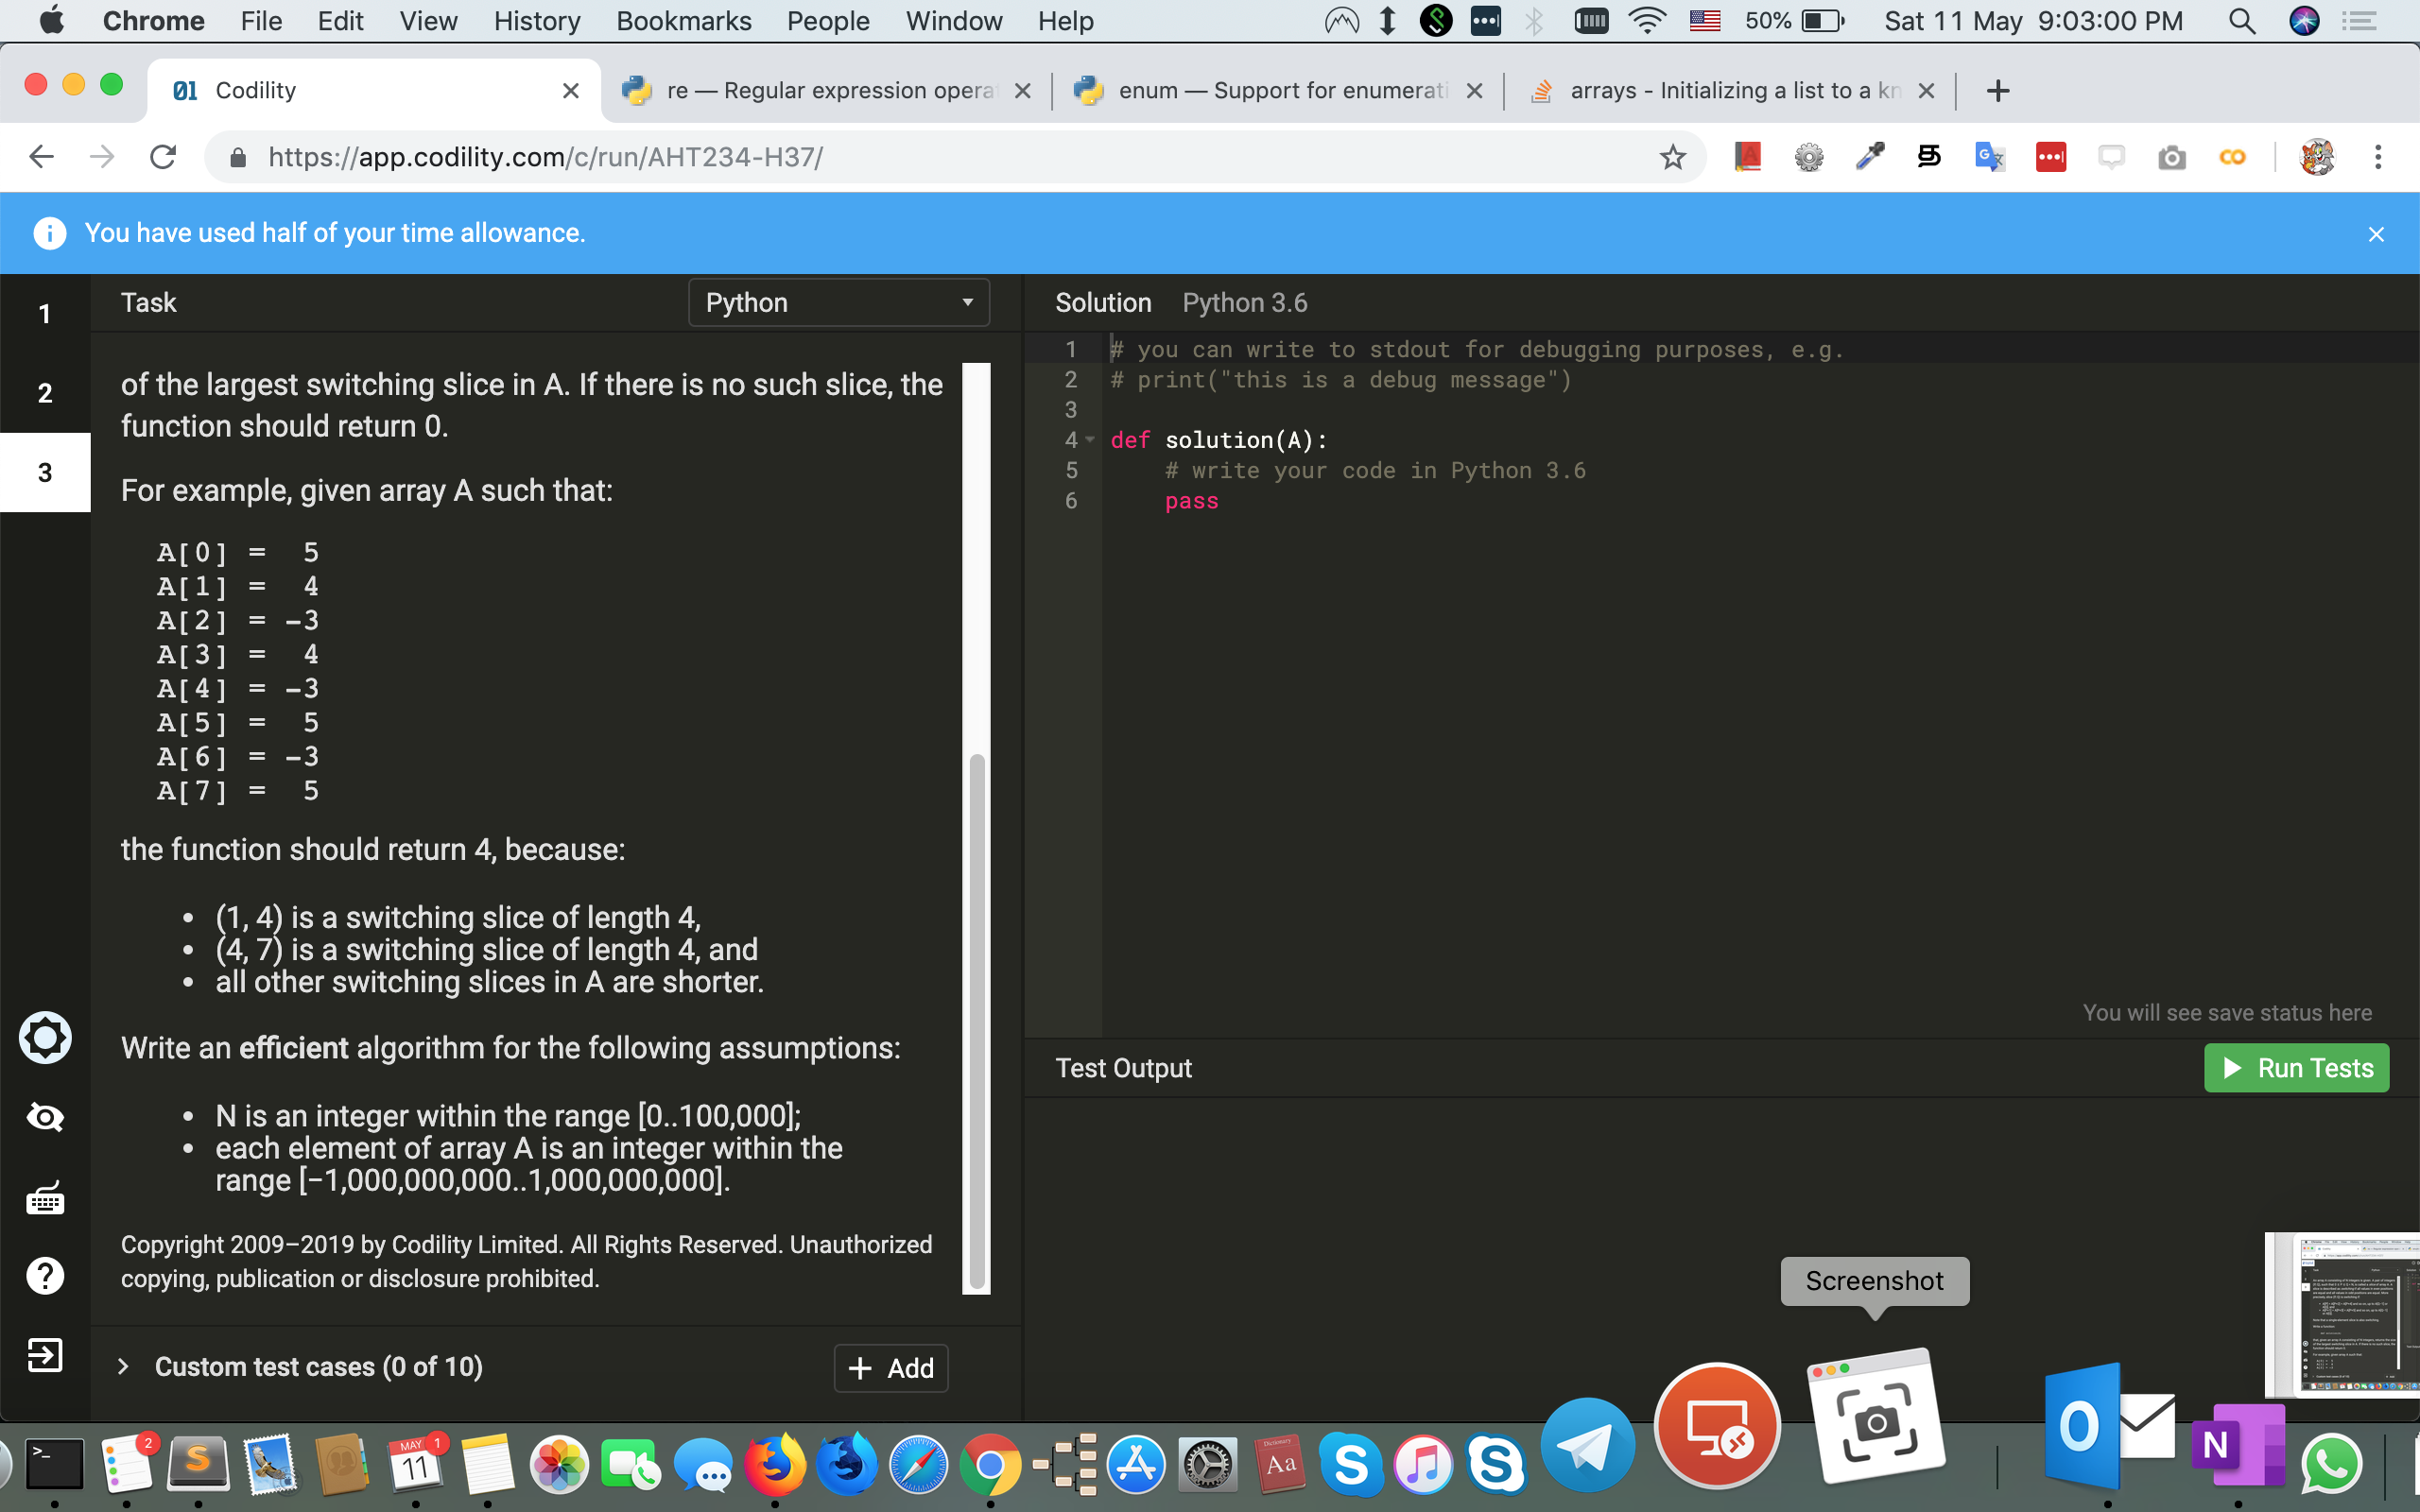 Chrome File Edit View History Bookmarks People Window Help 50% Sat 11 May 9:03:00 PM
01 Codility
re — Regular expression opera
enum — Support for enumerati
arrays - Initializing a list to a kn
https://app.codility.com/c/run/AHT234-H37/
You have used half of your time allowance.
1
2
3
Task Python
of the largest switching slice in A. If there is no such slice, the
function should return 0.
For example, given array A such that:
A[0] = 5
A[1] = 4
A[2] = -3
A[3] = 4
A[4] = -3
A[5] = 5
A[6] = -3
A[7] = 5
the function should return 4, because:
• (1, 4) is a switching slice of length 4,
• (4, 7) is a switching slice of length 4, and
• all other switching slices in A are shorter.
Write an efficient algorithm for the following assumptions:
• N is an integer within the range [0..100,000];
• each element of array A is an integer within the
range [−1,000,000,000..1,000,000,000].
Copyright 2009–2019 by Codility Limited. All Rights Reserved. Unauthorized
copying, publication or disclosure prohibited.
Custom test cases (0 of 10)
+ Add
Solution Python 3.6
1 # you can write to stdout for debugging purposes, e.g.
2 # print("this is a debug message")
3
4 def solution(A):
5 # write your code in Python 3.6
6 pass
You will see save status here
Test Output
Run Tests
Screenshot
2
MAY 1
11
Dictionary
Aa